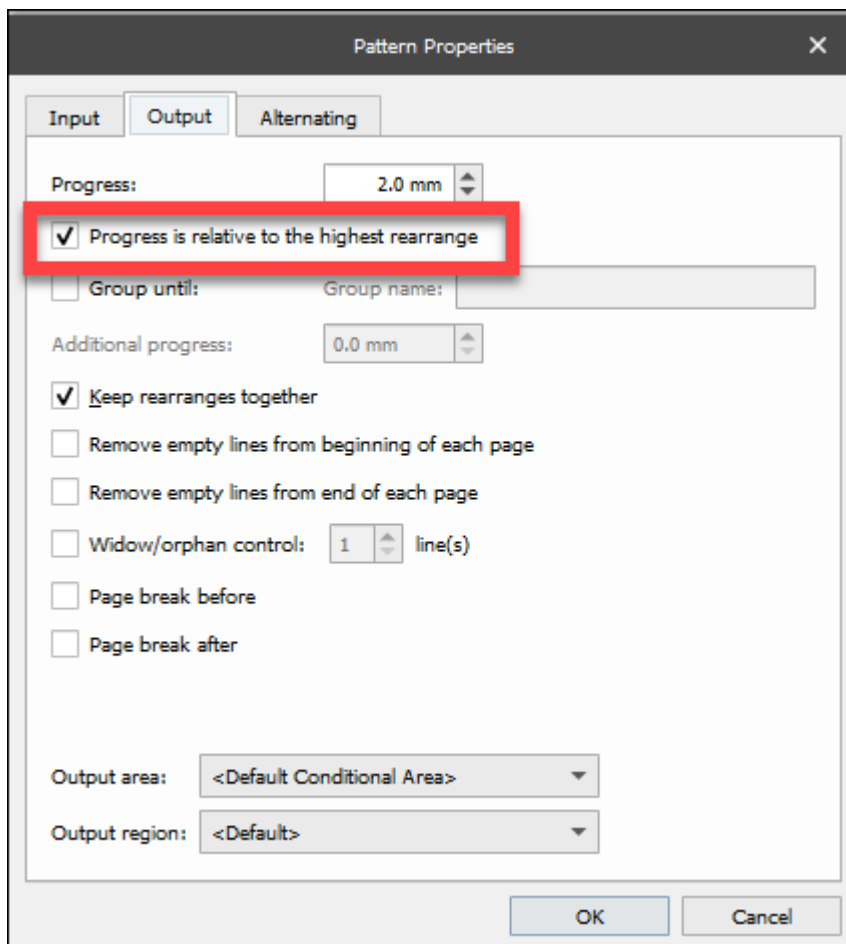 Pattern Properties
Input Output Alternating
Progress: 2.0 mm
Progress is relative to the highest rearrange
Group until: Group name:
Additional progress: 0.0 mm
Keep rearranges together
Remove empty lines from beginning of each page
Remove empty lines from end of each page
Widow/orphan control: 1 line(s)
Page break before
Page break after
Output area: <Default Conditional Area>
Output region: <Default>
OK Cancel